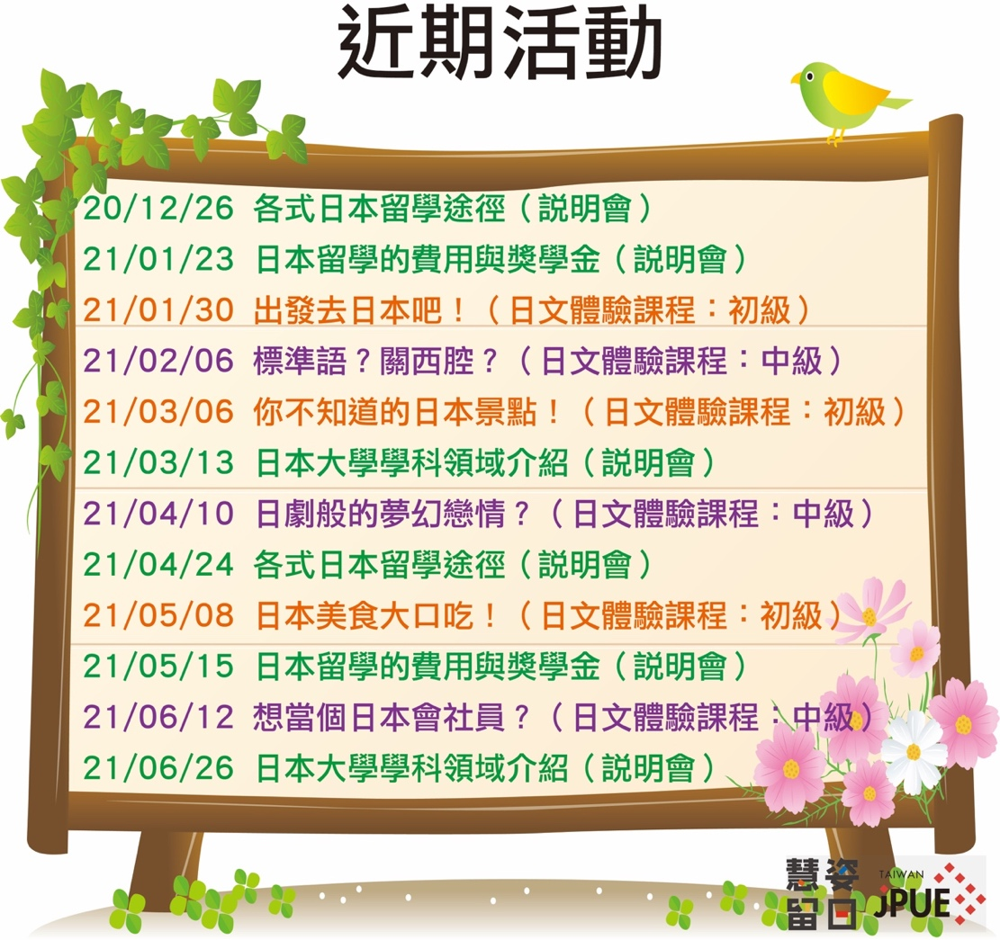 近期活動
20/12/26 各式日本留學途徑（説明會）
21/01/23 日本留學的費用與獎學金（説明會）
21/01/30 出發去日本吧！（日文體驗課程：初級）
21/02/06 標準語？關西腔？（日文體驗課程：中級）
21/03/06 你不知道的日本景點！（日文體驗課程：初級）
21/03/13 日本大學學科領域介紹（説明會）
21/04/10 日劇般的夢幻戀情？（日文體驗課程：中級）
21/04/24 各式日本留學途徑（説明會）
21/05/08 日本美食大口吃！（日文體驗課程：初級）
21/05/15 日本留學的費用與獎學金（説明會）
21/06/12 想當個日本會社員？（日文體驗課程：中級）
21/06/26 日本大學學科領域介紹（説明會）
慧姿
留日
TAIWAN
jPUE